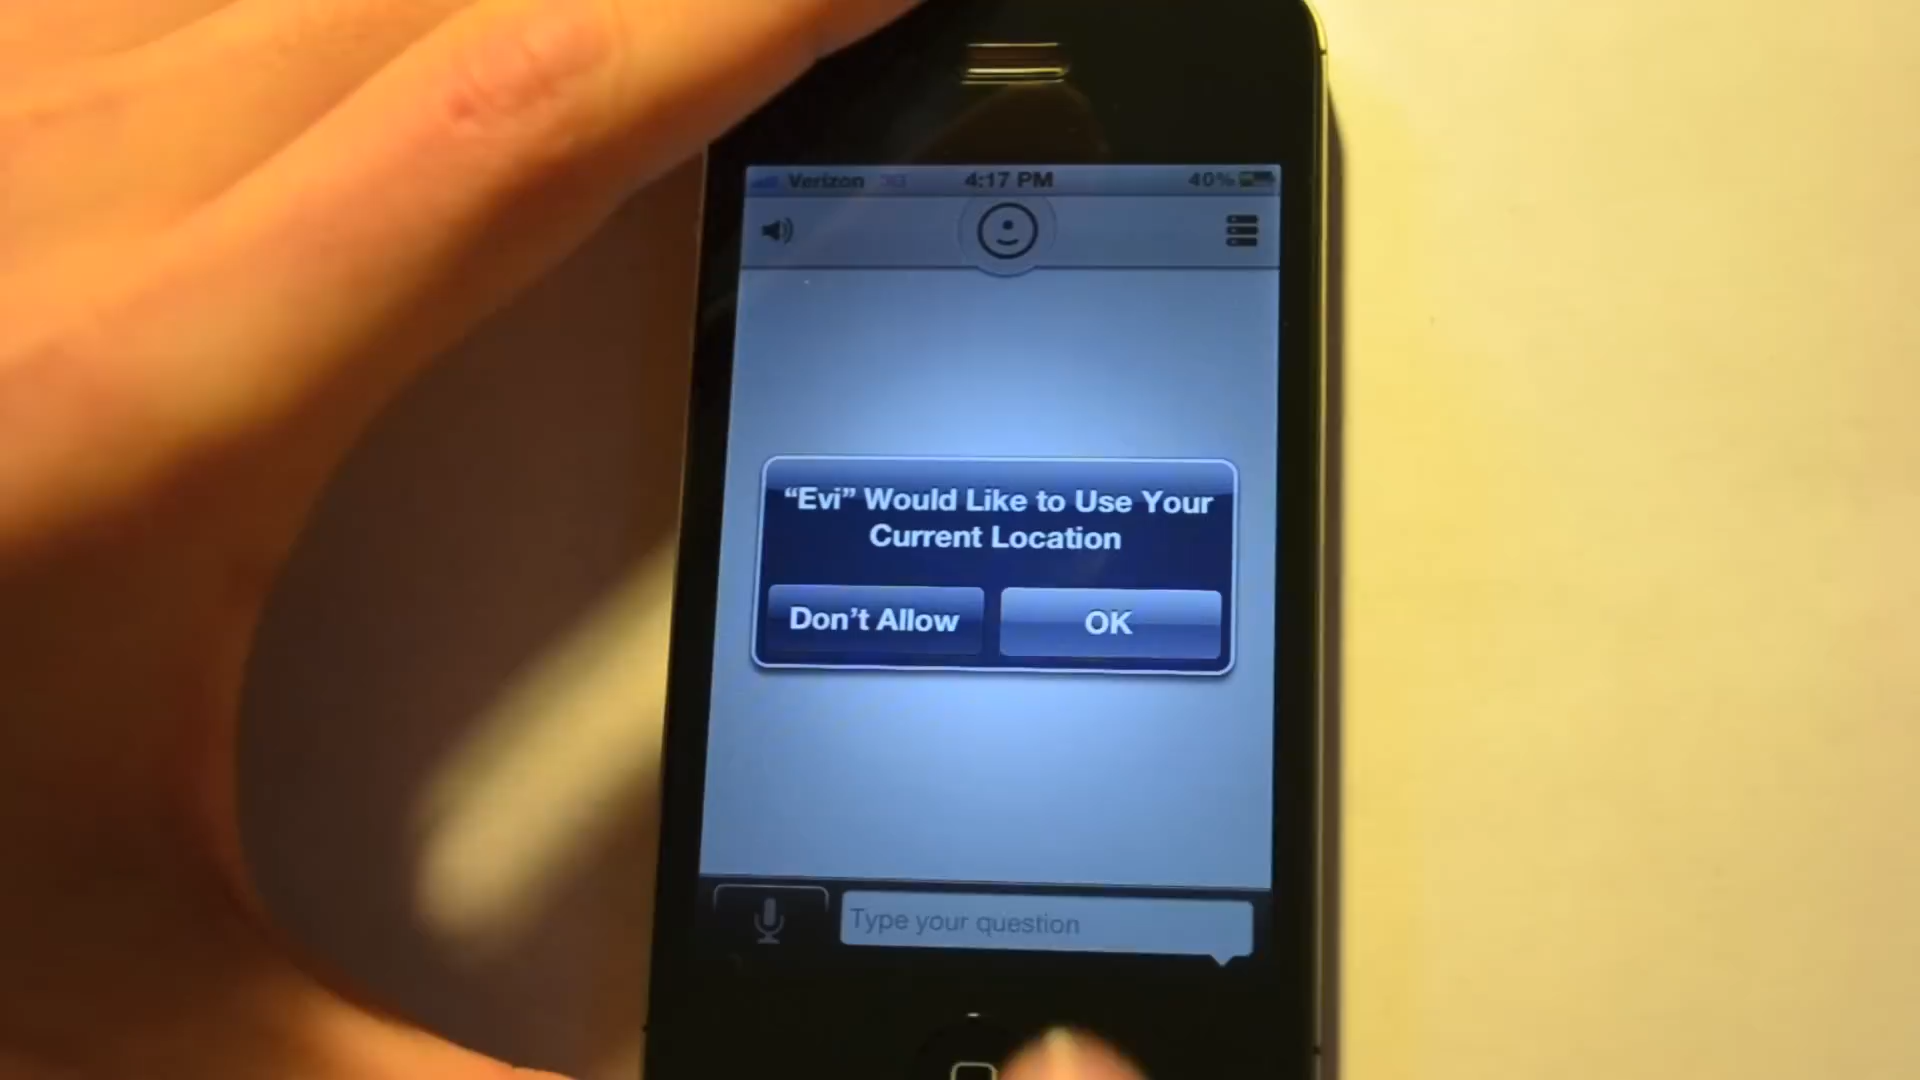 Verizon 3G 4:17 PM 40%
“Evi” Would Like to Use Your
Current Location
Don’t Allow OK
Type your question